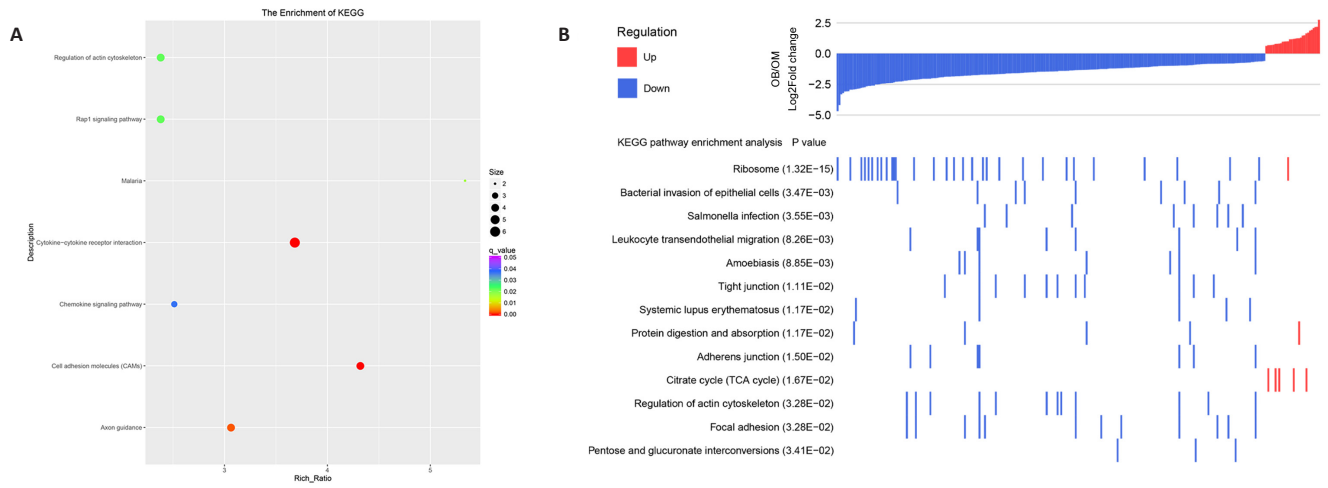 A
The Enrichment of KEGG
Description
Regulation of actin cytoskeleton
Rap1 signaling pathway
Malaria
Cytokine−cytokine receptor interaction
Chemokine signaling pathway
Cell adhesion molecules (CAMs)
Axon guidance
3
4
5
Rich_Ratio
Size
2
3
4
5
6
q_value
0.05
0.04
0.03
0.02
0.01
0.00
B
Regulation
Up
Down
OB/OM
Log2Fold change
2.5
0.0
−2.5
−5.0
KEGG pathway enrichment analysis P value
Ribosome (1.32E−15)
Bacterial invasion of epithelial cells (3.47E−03)
Salmonella infection (3.55E−03)
Leukocyte transendothelial migration (8.26E−03)
Amoebiasis (8.85E−03)
Tight junction (1.11E−02)
Systemic lupus erythematosus (1.17E−02)
Protein digestion and absorption (1.17E−02)
Adherens junction (1.50E−02)
Citrate cycle (TCA cycle) (1.67E−02)
Regulation of actin cytoskeleton (3.28E−02)
Focal adhesion (3.28E−02)
Pentose and glucuronate interconversions (3.41E−02)